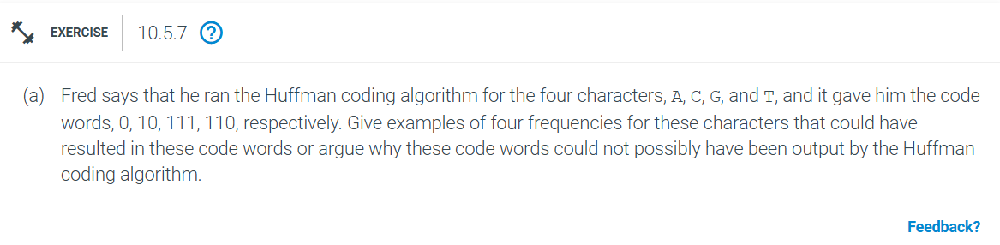 EXERCISE 10.5.7 ?
(a) Fred says that he ran the Huffman coding algorithm for the four characters, A, C, G, and T, and it gave him the code
words, 0, 10, 111, 110, respectively. Give examples of four frequencies for these characters that could have
resulted in these code words or argue why these code words could not possibly have been output by the Huffman
coding algorithm.
Feedback?